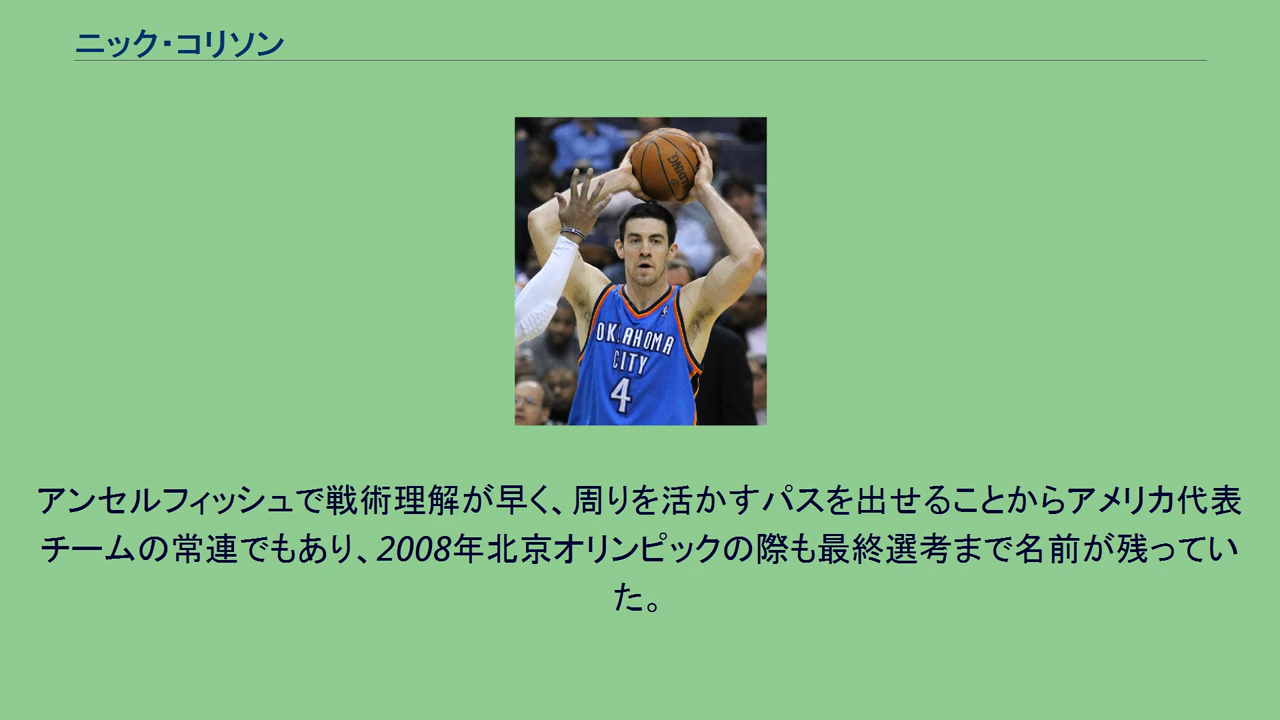 ニック・コリソン
SPALDING
OKLAHOMA
CITY
4
アンセルフィッシュで戦術理解が早く、周りを活かすパスを出せることからアメリカ代表
チームの常連でもあり、2008年北京オリンピックの際も最終選考まで名前が残ってい
た。